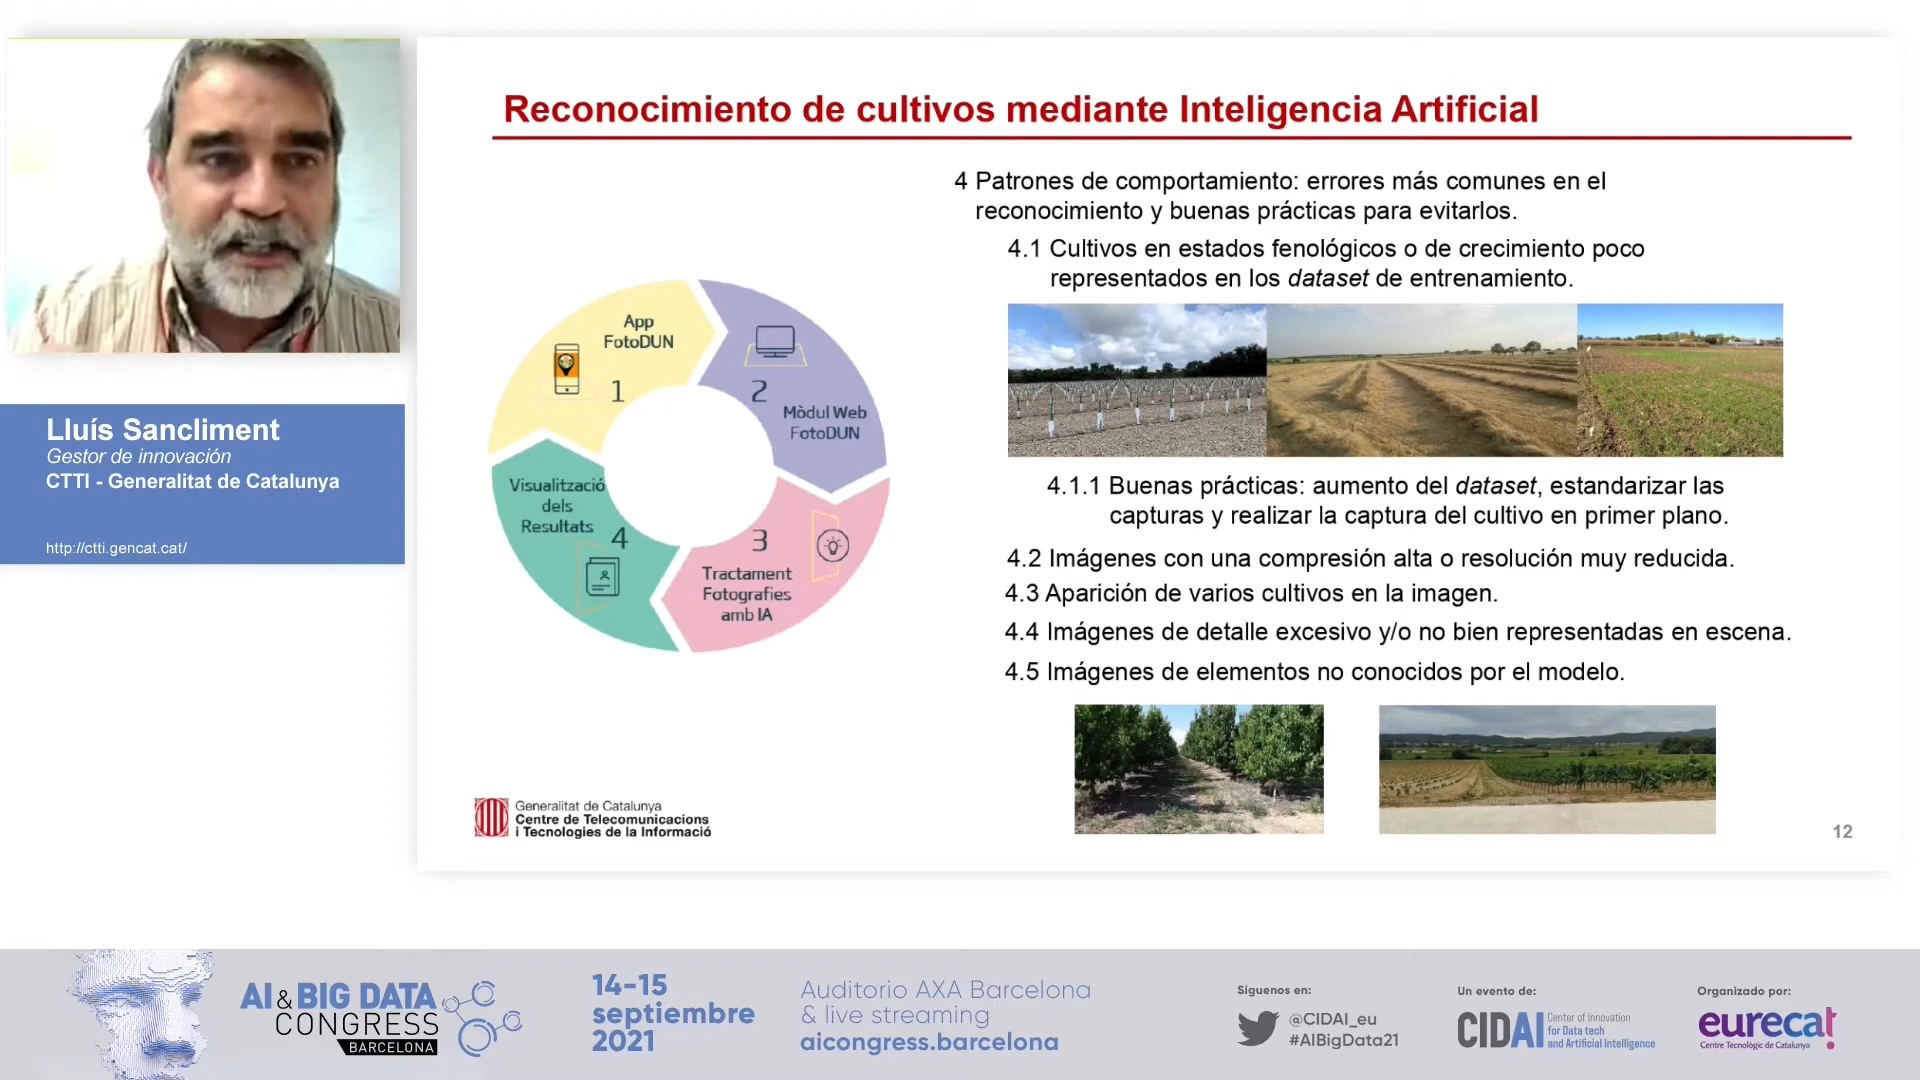 Reconocimiento de cultivos mediante Inteligencia Artificial
4 Patrones de comportamiento: errores más comunes en el
reconocimiento y buenas prácticas para evitarlos.
4.1 Cultivos en estados fenológicos o de crecimiento poco
representados en los dataset de entrenamiento.
4.1.1 Buenas prácticas: aumento del dataset, estandarizar las
capturas y realizar la captura del cultivo en primer plano.
4.2 Imágenes con una compresión alta o resolución muy reducida.
4.3 Aparición de varios cultivos en la imagen.
4.4 Imágenes de detalle excesivo y/o no bien representadas en escena.
4.5 Imágenes de elementos no conocidos por el modelo.
App
FotoDUN
1
2
Mòdul Web
FotoDUN
3
Tractament
Fotografies
amb IA
Visualització
dels
Resultats
4
Generalitat de Catalunya
Centre de Telecomunicacions
i Tecnologies de la Informació
12
Lluís Sancliment
Gestor de innovación
CTTI - Generalitat de Catalunya
http://ctti.gencat.cat/
AI & BIG DATA
CONGRESS
BARCELONA
14-15
septiembre
2021
Auditorio AXA Barcelona
& live streaming
aicongress.barcelona
Síguenos en:
@CIDAI_eu
#AIBigData21
Un evento de:
CIDAI
Center of Innovation
for Data tech
and Artificial Intelligence
Organizado por:
eurecat
Centre Tecnològic de Catalunya